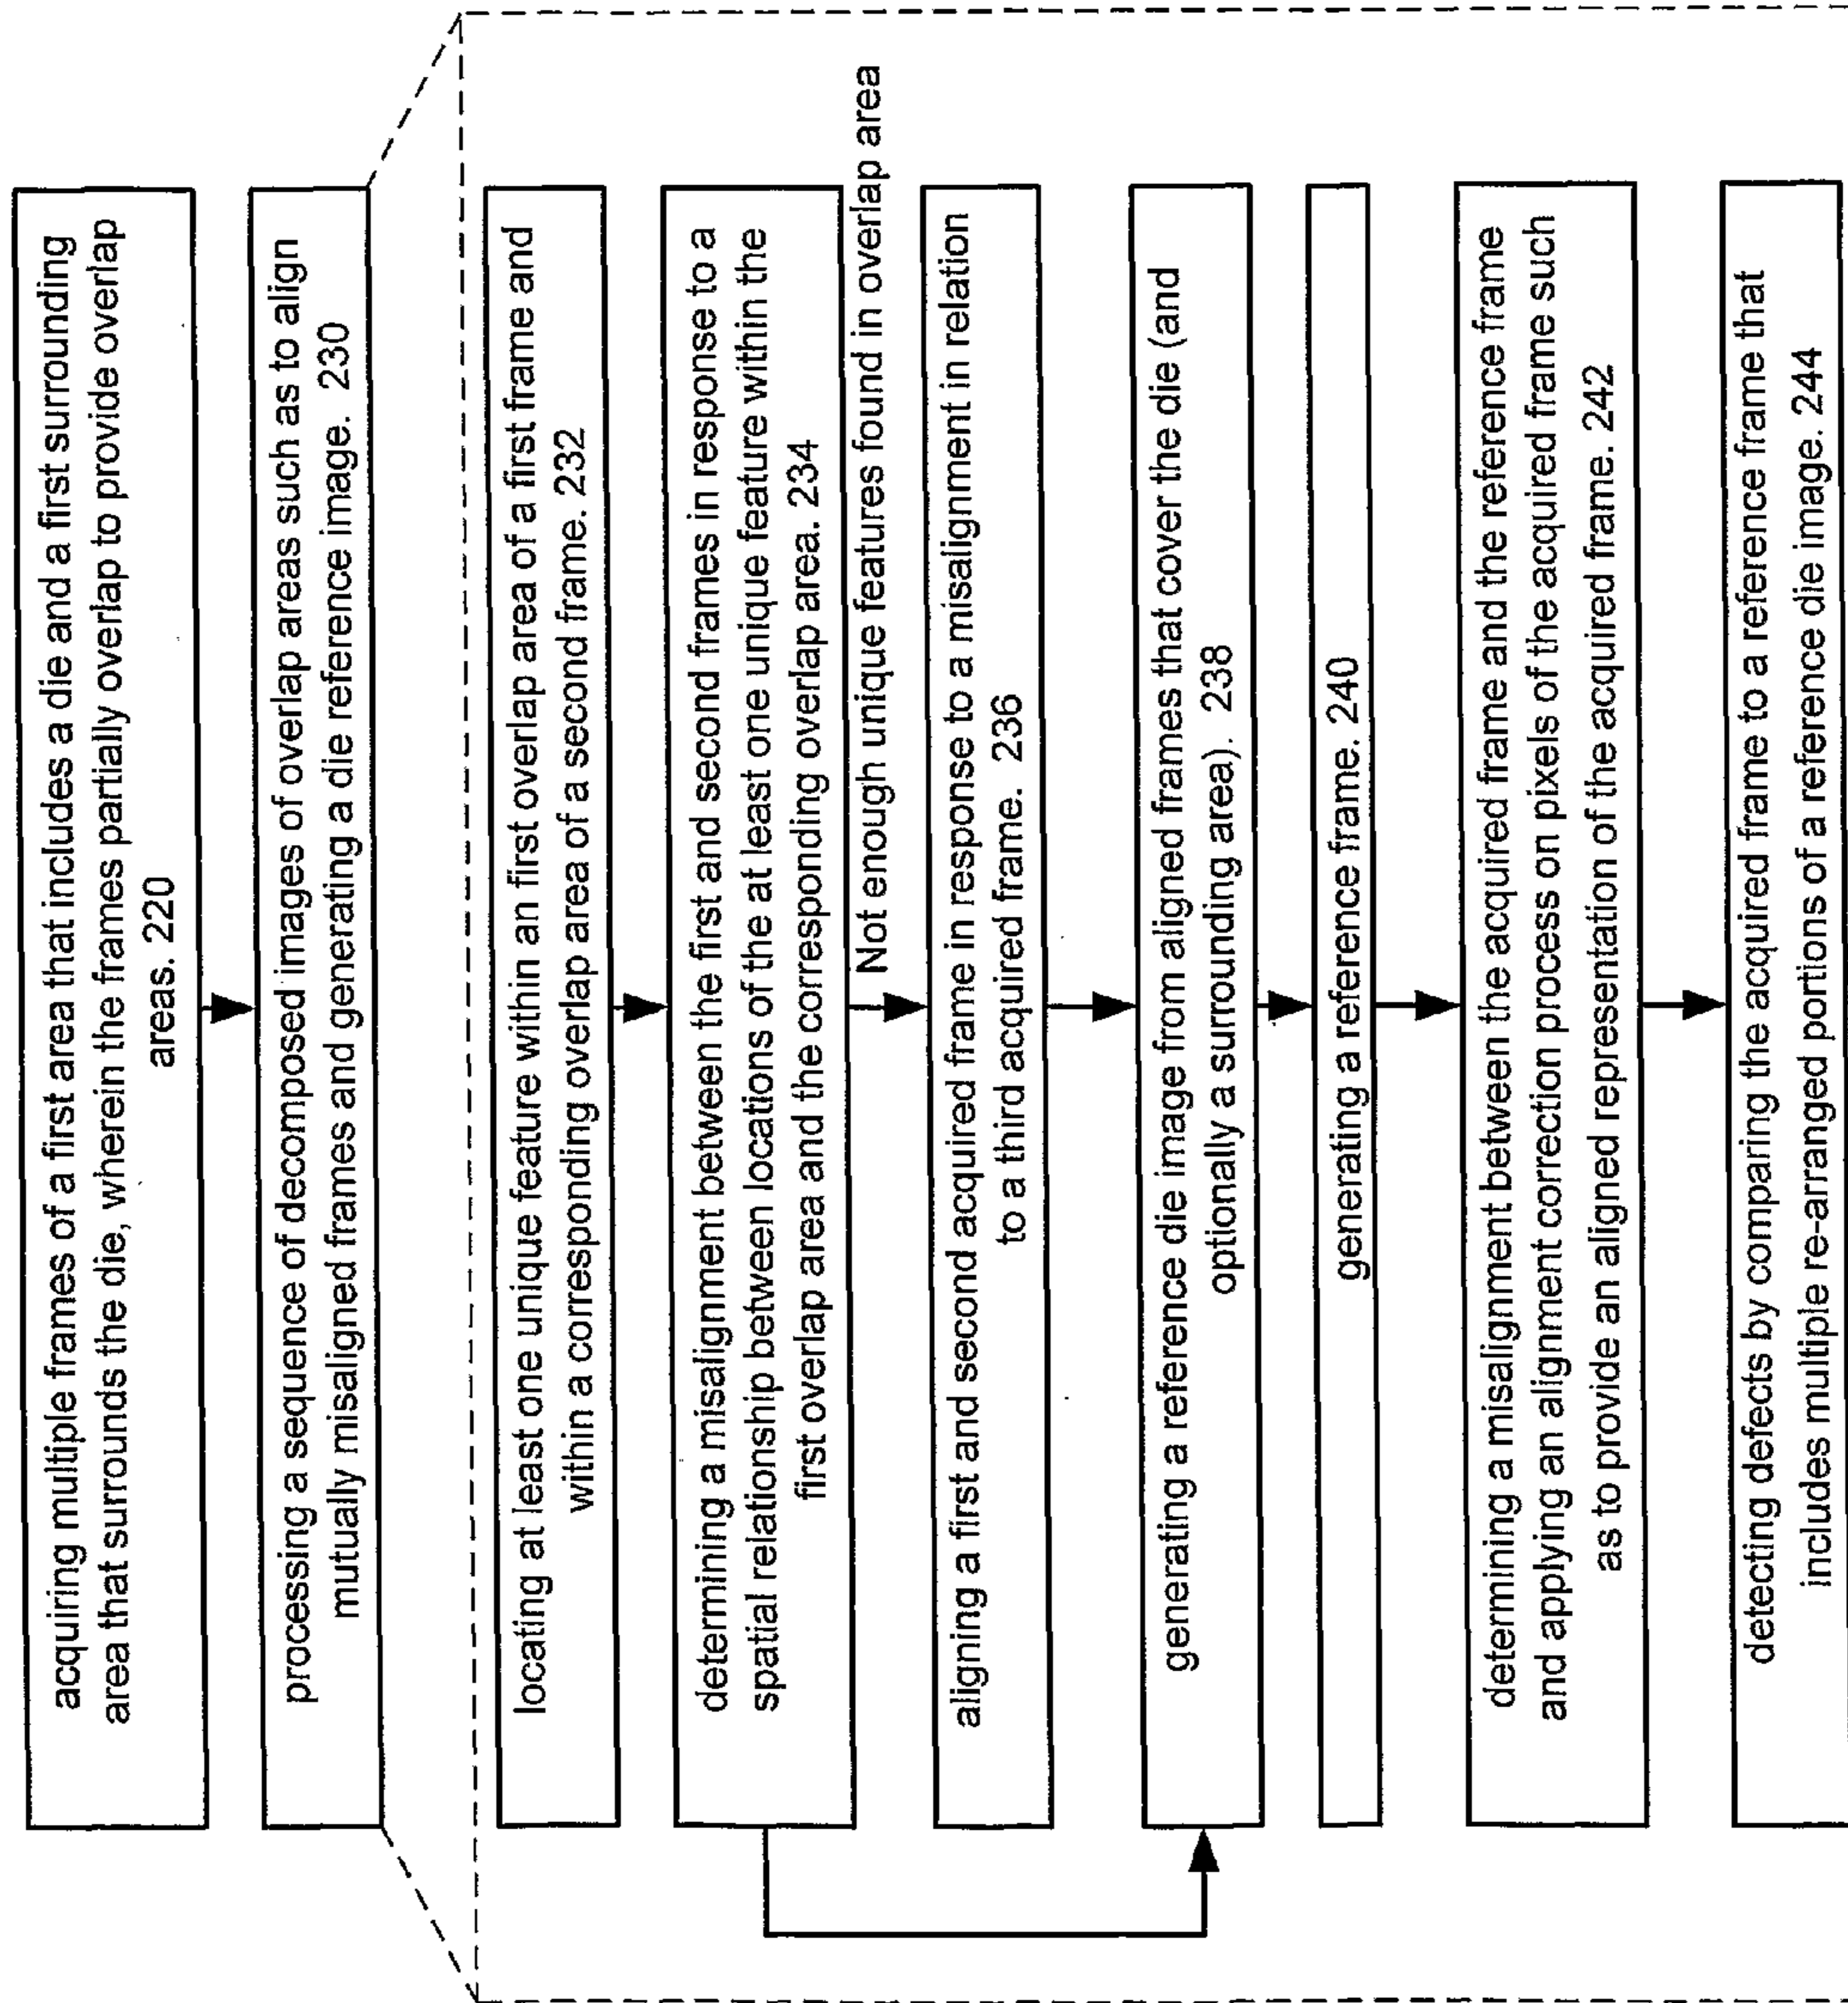 acquiring multiple frames of a first area that includes a die and a first surrounding
area that surrounds the die, wherein the frames partially overlap to provide overlap
areas. 220
processing a sequence of decomposed images of overlap areas such as to align
mutually misaligned frames and generating a die reference image. 230
locating at least one unique feature within an first overlap area of a first frame and
within a corresponding overlap area of a second frame. 232
determining a misalignment between the first and second frames in response to a
spatial relationship between locations of the at least one unique feature within the
first overlap area and the corresponding overlap area. 234
Not enough unique features found in overlap area
aligning a first and second acquired frame in response to a misalignment in relation
to a third acquired frame. 236
generating a reference die image from aligned frames that cover the die (and
optionally a surrounding area). 238
generating a reference frame. 240
determining a misalignment between the acquired frame and the reference frame
and applying an alignment correction process on pixels of the acquired frame such
as to provide an aligned representation of the acquired frame. 242
detecting defects by comparing the acquired frame to a reference frame that
includes multiple re-arranged portions of a reference die image. 244